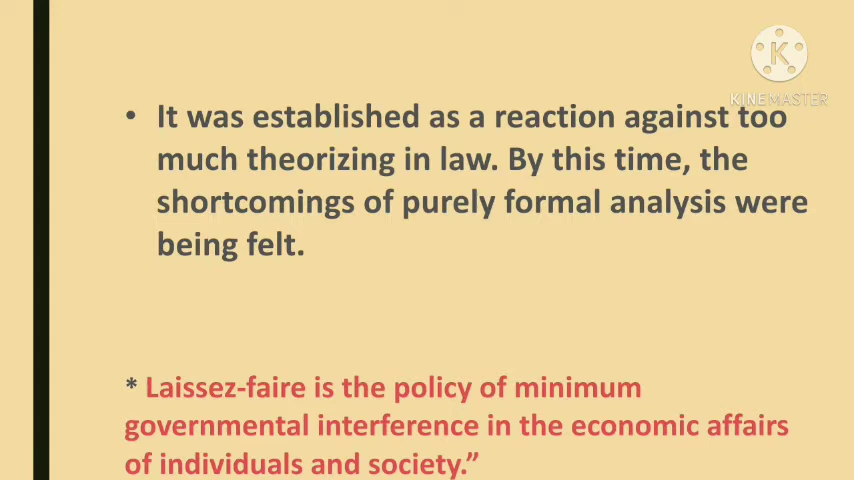 K
KINEMASTER
• It was established as a reaction against too
much theorizing in law. By this time, the
shortcomings of purely formal analysis were
being felt.
* Laissez-faire is the policy of minimum
governmental interference in the economic affairs
of individuals and society.”